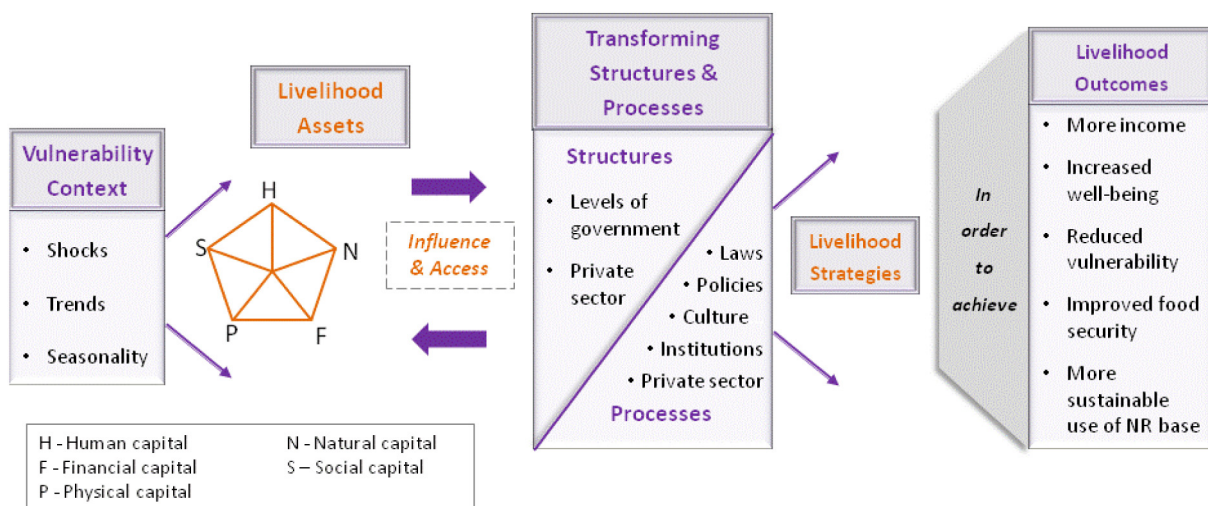 Vulnerability
Context
• Shocks
• Trends
• Seasonality
Livelihood
Assets
H
S
N
P
F
Influence
& Access
Transforming
Structures &
Processes
Structures
• Levels of
government
• Private
sector
• Laws
• Policies
• Culture
• Institutions
• Private sector
Processes
Livelihood
Strategies
In
order
to
achieve
Livelihood
Outcomes
• More income
• Increased
well-being
• Reduced
vulnerability
• Improved food
security
• More
sustainable
use of NR base
H - Human capital
F - Financial capital
P - Physical capital
N - Natural capital
S – Social capital